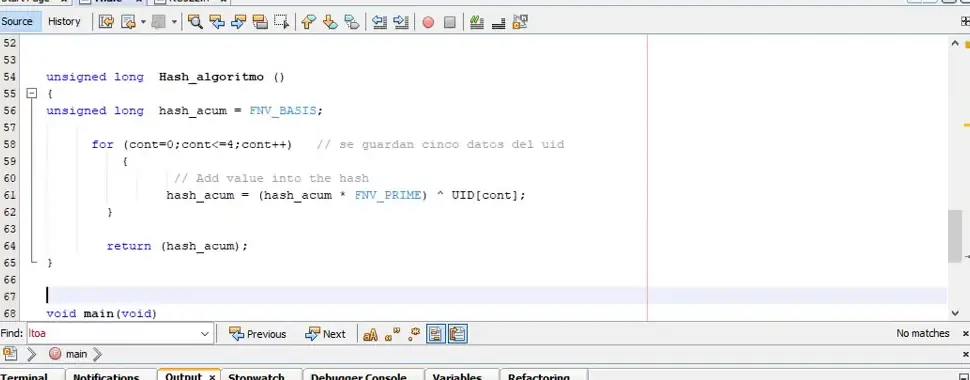 Source History
52
53
54 unsigned long Hash_algoritmo ()
55 {
56 unsigned long hash_acum = FNV_BASIS;
57
58 for (cont=0;cont<=4;cont++) // se guardan cinco datos del uid
59 {
60 // Add value into the hash
61 hash_acum = (hash_acum * FNV_PRIME) ^ UID[cont];
62 }
63
64 return (hash_acum);
65 }
66
67
68 void main(void)
Find: ltoa Previous Next No matches
main
Terminal Notifications Output Stopwatch Debugger Console Variables Refactoring